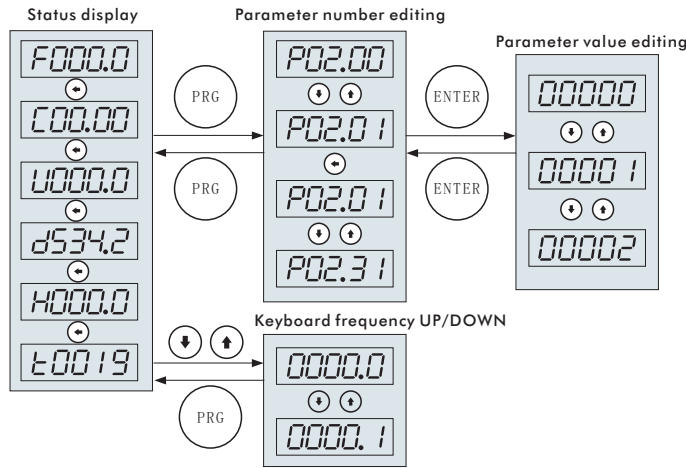 Status display
F000.0
C00.00
U000.0
d534.2
H000.0
t0019
PRG
PRG
Parameter number editing
P02.00
P02.01
P02.01
P02.31
ENTER
ENTER
Parameter value editing
00000
00001
00002
Keyboard frequency UP/DOWN
PRG
0000.0
0000.1